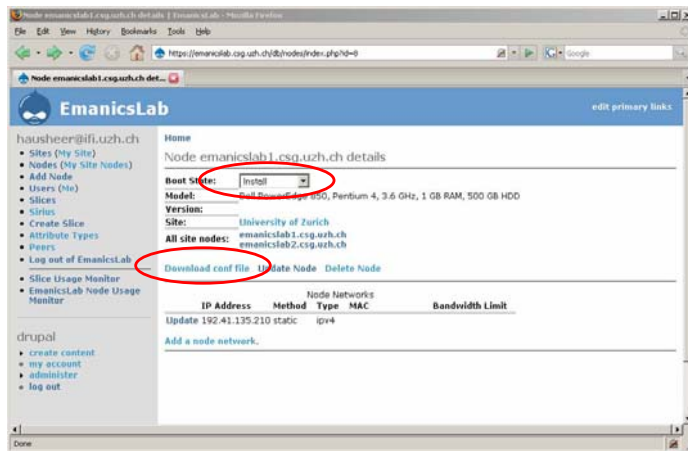 Node emanicslab1.csg.uzh.ch details | EmanicsLab - Mozilla Firefox
File Edit View History Bookmarks Tools Help
https://emanicslab.csg.uzh.ch/db/nodes/index.php?id=8
Google
Node emanicslab1.csg.uzh.ch det...
EmanicsLab
edit primary links
hausheer@ifi.uzh.ch
Sites (My Site)
Nodes (My Site Nodes)
Add Node
Users (Me)
Slices
Sirius
Create Slice
Attribute Types
Peers
Log out of EmanicsLab
Slice Usage Monitor
EmanicsLab Node Usage
Monitor
drupal
create content
my account
administer
log out
Home
Node emanicslab1.csg.uzh.ch details
Boot State: Install
Model: Dell PowerEdge 850, Pentium 4, 3.6 GHz, 1 GB RAM, 500 GB HDD
Version:
Site: University of Zurich
All site nodes: emanicslab1.csg.uzh.ch
emanicslab2.csg.uzh.ch
Download conf file Update Node Delete Node
Node Networks
IP Address Method Type MAC Bandwidth Limit
Update 192.41.135.210 static ipv4
Add a node network.
Done